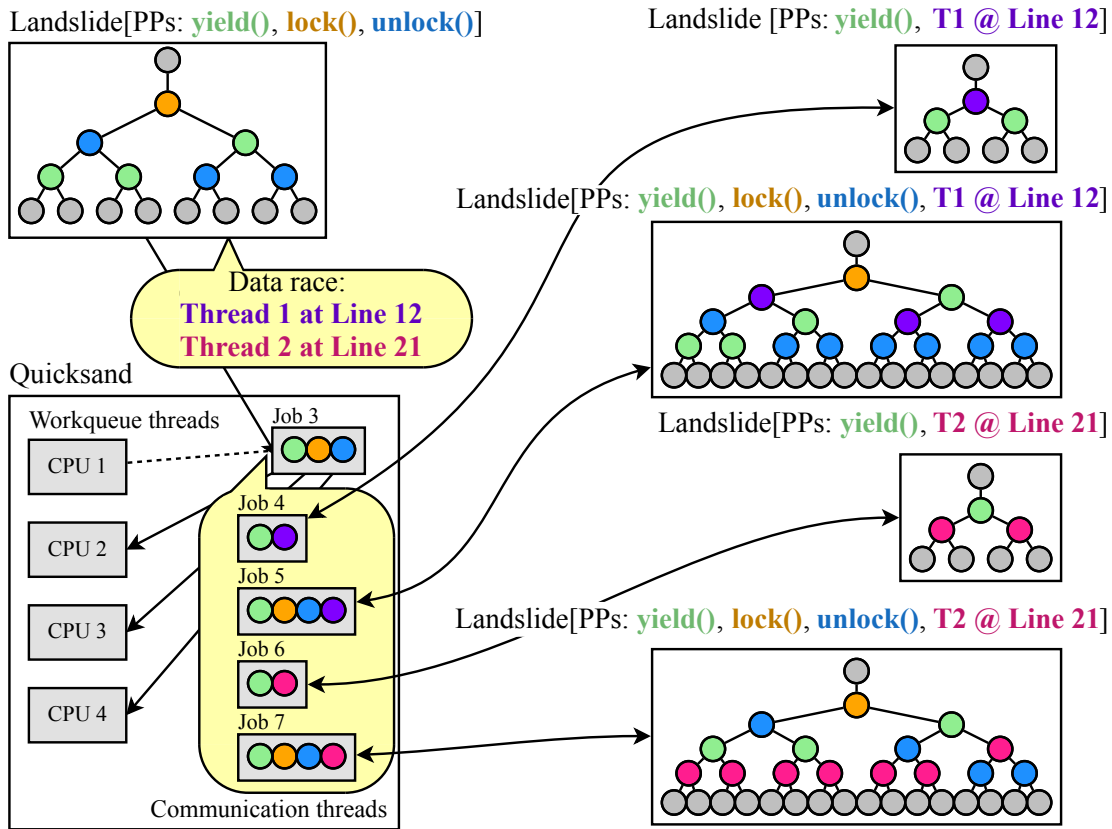 Landslide[PPs: yield(), lock(), unlock()]
Data race:
Thread 1 at Line 12
Thread 2 at Line 21
Quicksand
Workqueue threads
CPU 1
CPU 2
CPU 3
CPU 4
Job 3
Job 4
Job 5
Job 6
Job 7
Communication threads
Landslide [PPs: yield(), T1 @ Line 12]
Landslide[PPs: yield(), lock(), unlock(), T1 @ Line 12]
Landslide[PPs: yield(), T2 @ Line 21]
Landslide[PPs: yield(), lock(), unlock(), T2 @ Line 21]